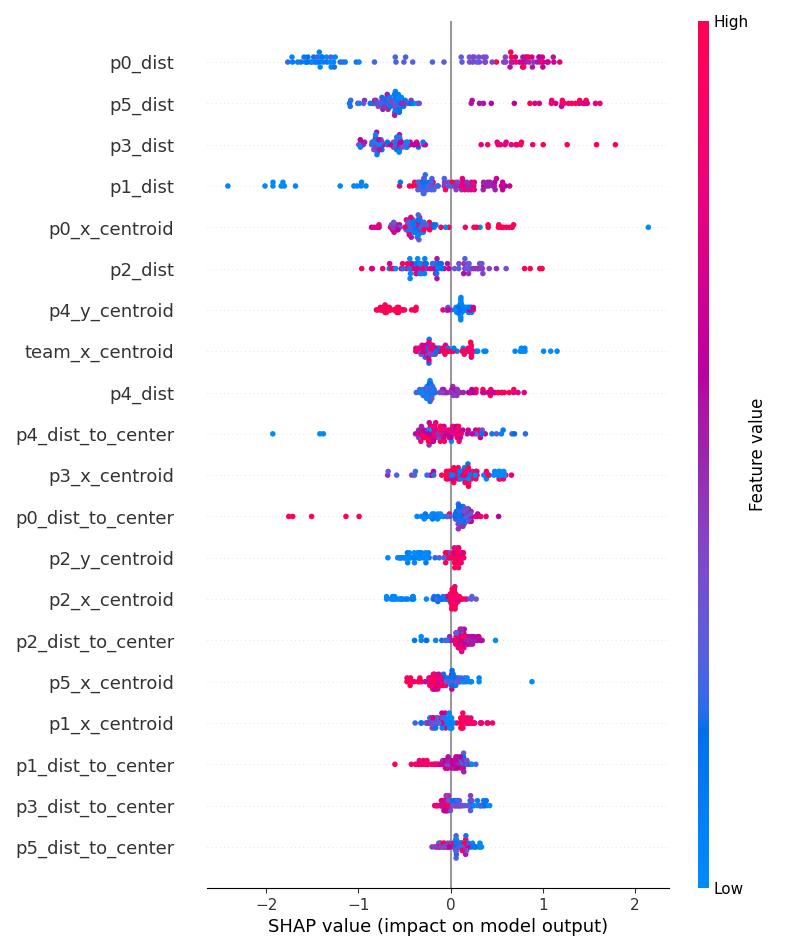 High
p0_dist
p5_dist
p3_dist
p1_dist
p0_x_centroid
p2_dist
p4_y_centroid
team_x_centroid
p4_dist
p4_dist_to_center
p3_x_centroid
p0_dist_to_center
p2_y_centroid
p2_x_centroid
p2_dist_to_center
p5_x_centroid
p1_x_centroid
p1_dist_to_center
p3_dist_to_center
p5_dist_to_center
Feature value
Low
−2 −1 0 1 2
SHAP value (impact on model output)